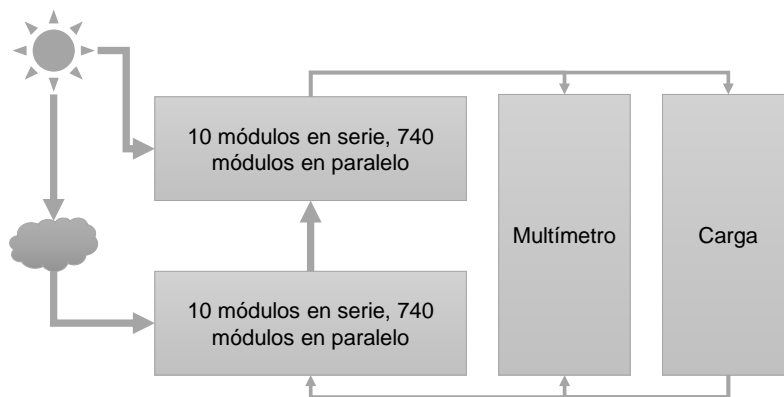 10 módulos en serie, 740
módulos en paralelo
Multímetro
Carga
10 módulos en serie, 740
módulos en paralelo